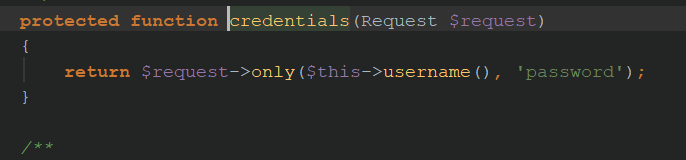 protected function credentials(Request $request)
{
    return $request->only($this->username(), 'password');
}
/**